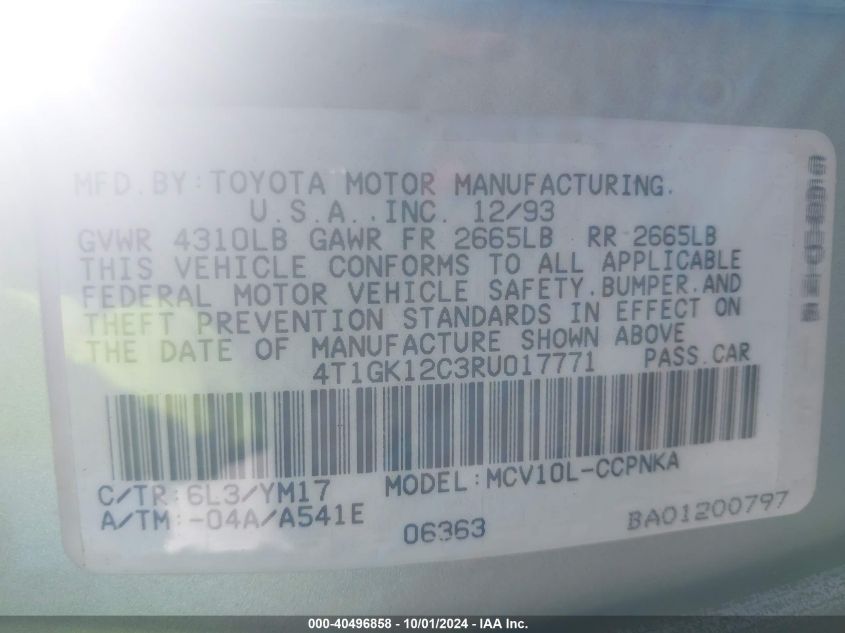 MFD.BY:TOYOTA MOTOR MANUFACTURING.
U.S.A.,INC. 12/93
GVWR 4310LB GAWR FR 2665LB RR 2665LB
THIS VEHICLE CONFORMS TO ALL APPLICABLE
FEDERAL MOTOR VEHICLE SAFETY.BUMPER.AND
THEFT PREVENTION STANDARDS IN EFFECT ON
THE DATE OF MANUFACTURE SHOWN ABOVE
4T1GK12C3RU017771 PASS.CAR
C/TR:6L3/YM17 MODEL:MCV10L-CCPNKA
A/TM:-04A/A541E
06363 BA01200797
000-40496858 - 10/01/2024 - IAA Inc.